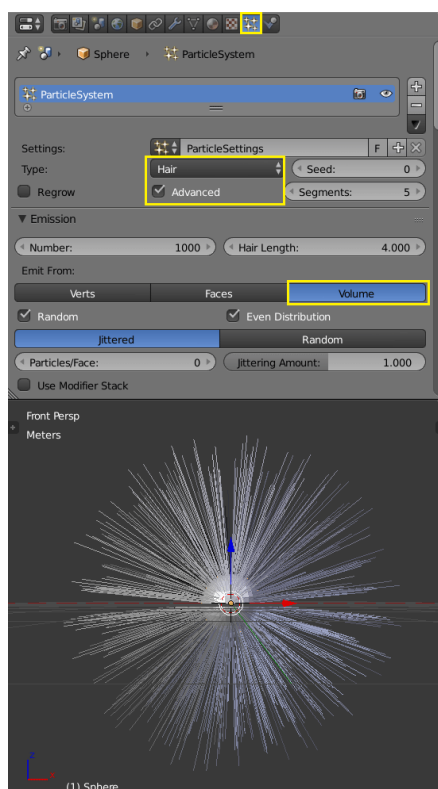 Sphere ParticleSystem
ParticleSystem
Settings: ParticleSettings F
Type: Hair Seed: 0
Regrow Advanced Segments: 5
Emission
Number: 1000 Hair Length: 4.000
Emit From:
Verts Faces Volume
Random Even Distribution
Jittered Random
Particles/Face: 0 Jittering Amount: 1.000
Use Modifier Stack
Front Persp
Meters
z
x
(1) Sphere